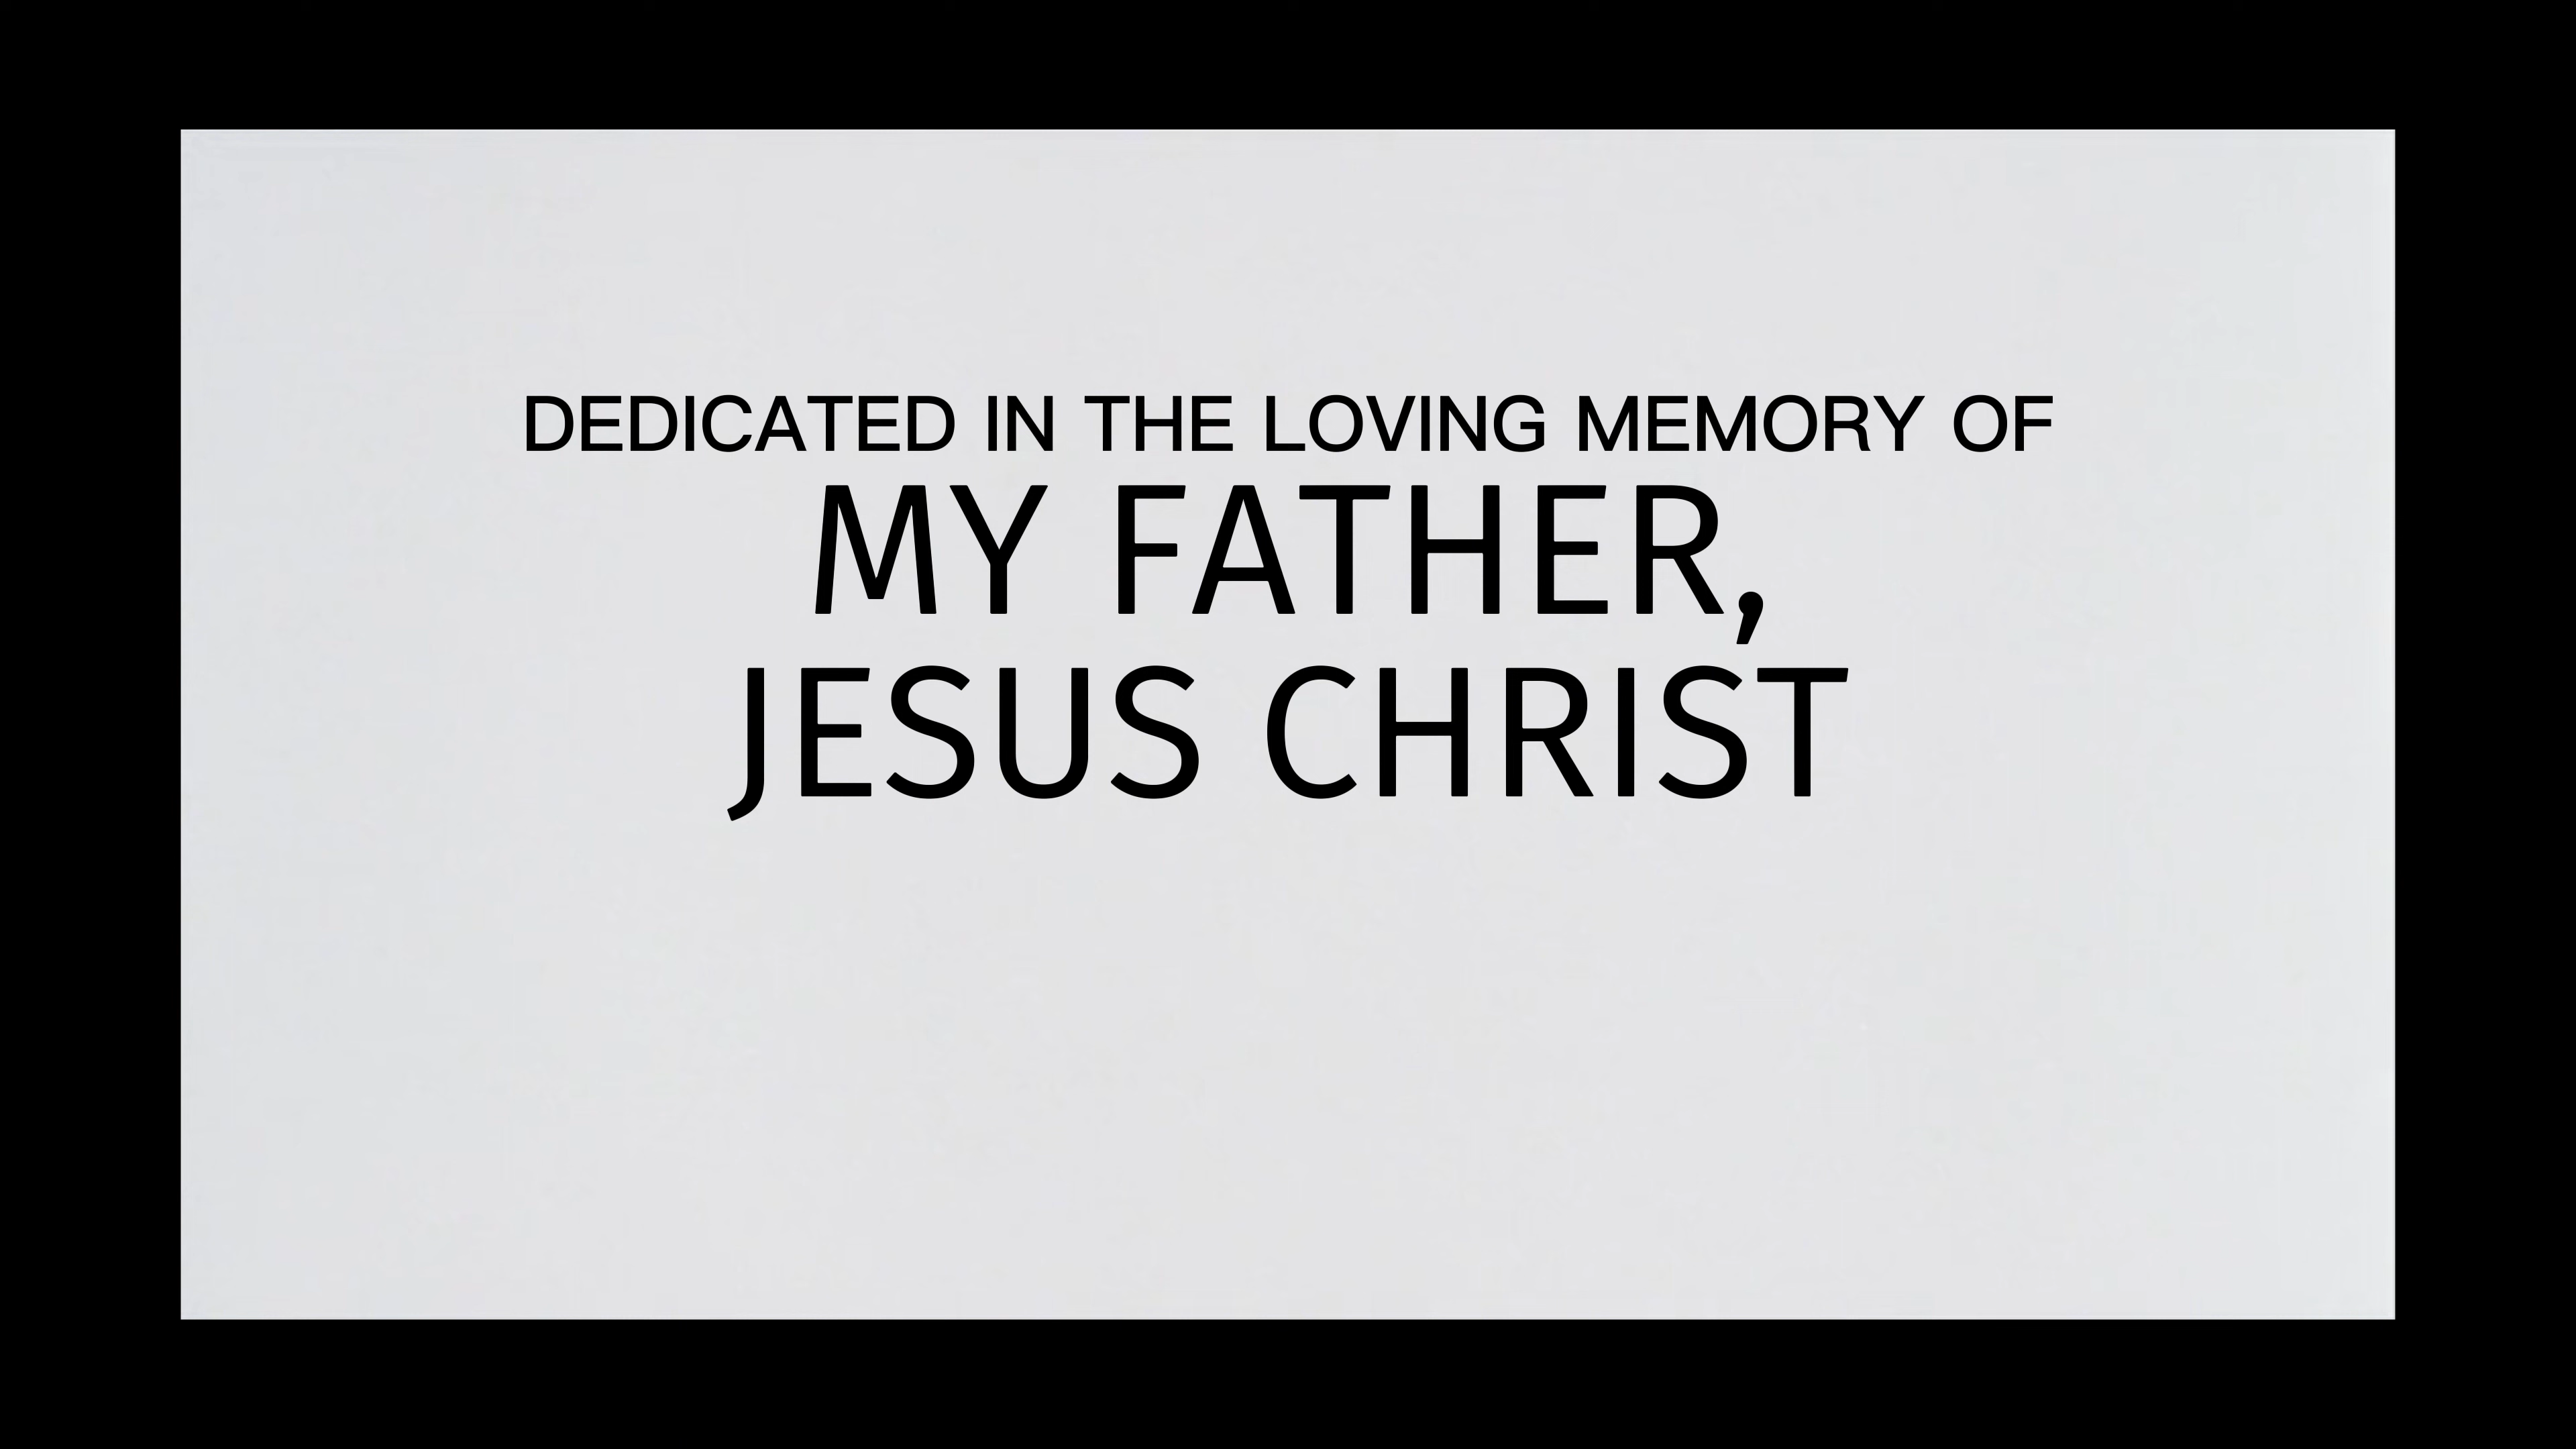 DEDICATED IN THE LOVING MEMORY OF
MY FATHER,
JESUS CHRIST